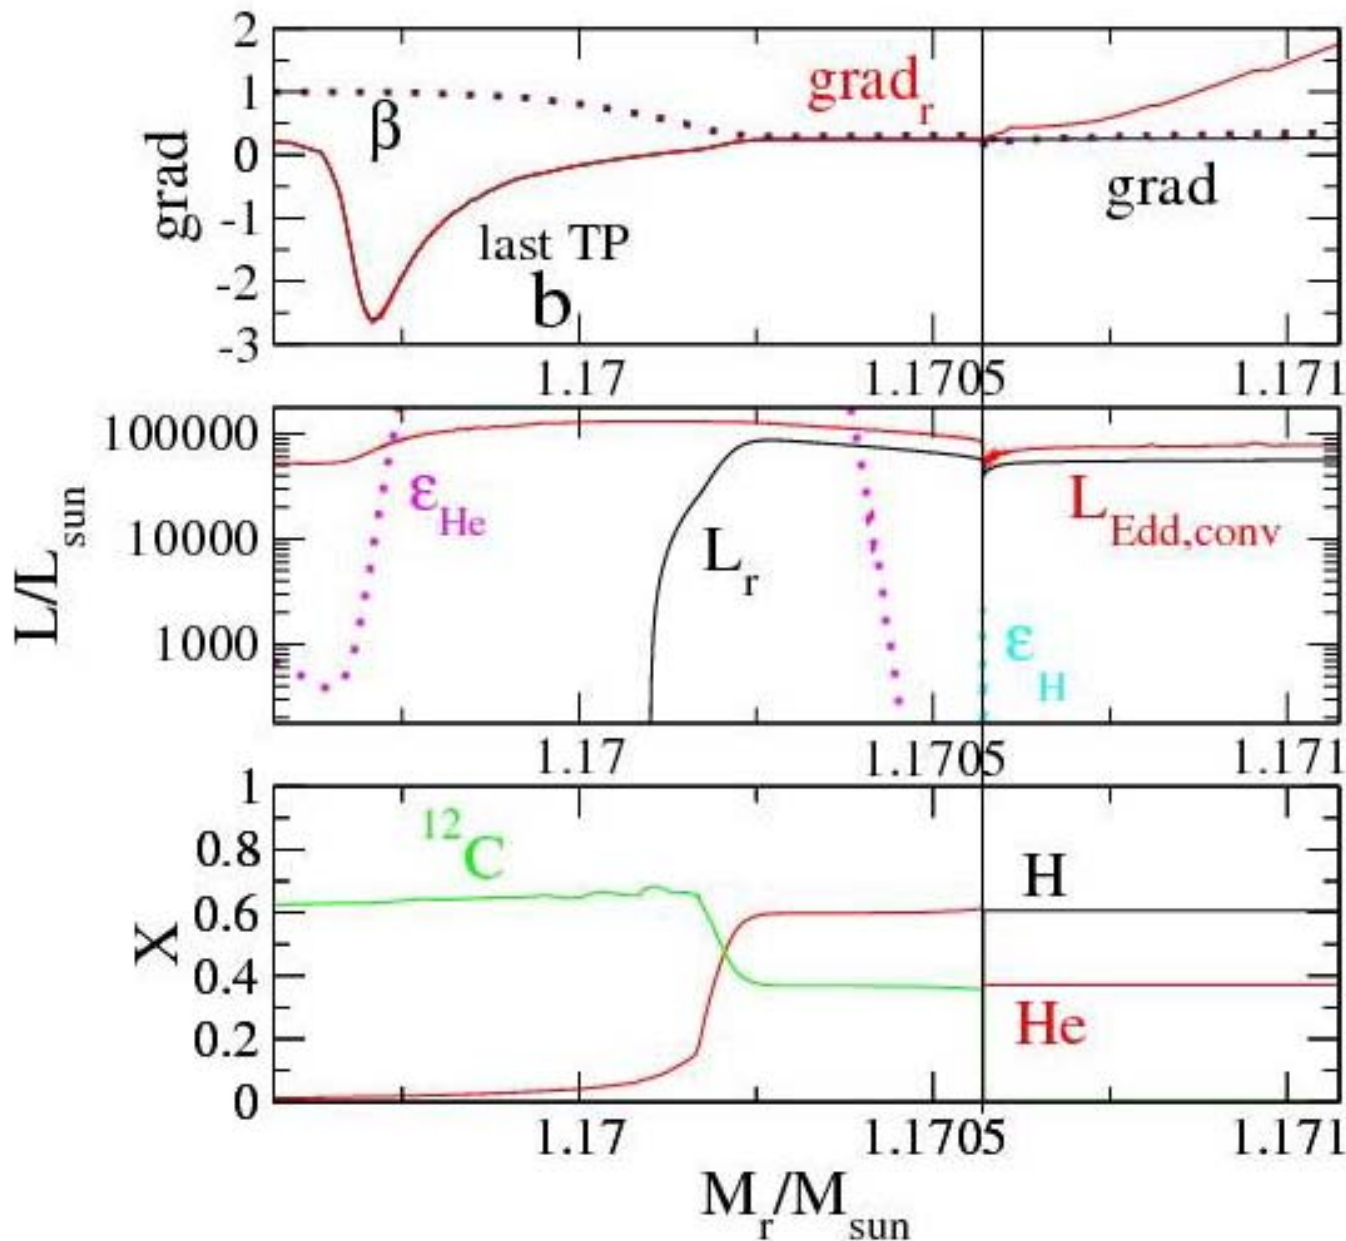 2
1
0
-1
-2
-3
grad
β
grad_r
grad
last TP
b
1.17 1.1705 1.171
100000
10000
1000
L/L_sun
ε_He
L_r
L_Edd,conv
ε_H
1.17 1.1705 1.171
1
0.8
0.6
0.4
0.2
0
X
¹²C
H
He
1.17 1.1705 1.171
M_r/M_sun